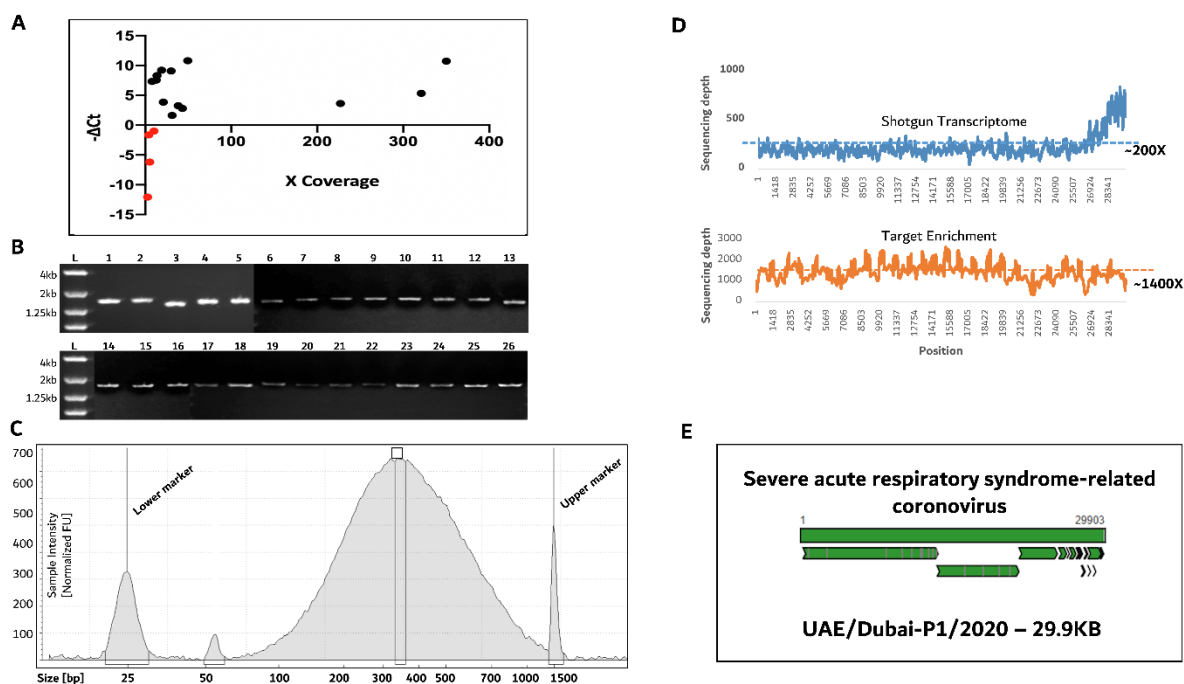 A
15
10
5
0
-5
-10
-15
-ΔCt
100 200 300 400
X Coverage
B
L 1 2 3 4 5 6 7 8 9 10 11 12 13
4kb
2kb
1.25kb
L 14 15 16 17 18 19 20 21 22 23 24 25 26
4kb
2kb
1.25kb
C
700
600
500
400
300
200
100
Sample Intensity
[Normalized FU]
Lower marker
Upper marker
Size [bp] 25 50 100 200 300 400 500 700 1000 1500
D
Sequencing depth
1000
500
0
Shotgun Transcriptome
~200X
1 1418 2835 4252 5669 7086 8503 9920 11337 12754 14171 15588 17005 18422 19839 21256 22673 24090 25507 26924 28341
Target Enrichment
Sequencing depth
3000
2000
1000
0
~1400X
1 1418 2835 4252 5669 7086 8503 9920 11337 12754 14171 15588 17005 18422 19839 21256 22673 24090 25507 26924 28341
Position
E
Severe acute respiratory syndrome-related
coronovirus
1 29903
UAE/Dubai-P1/2020 – 29.9KB